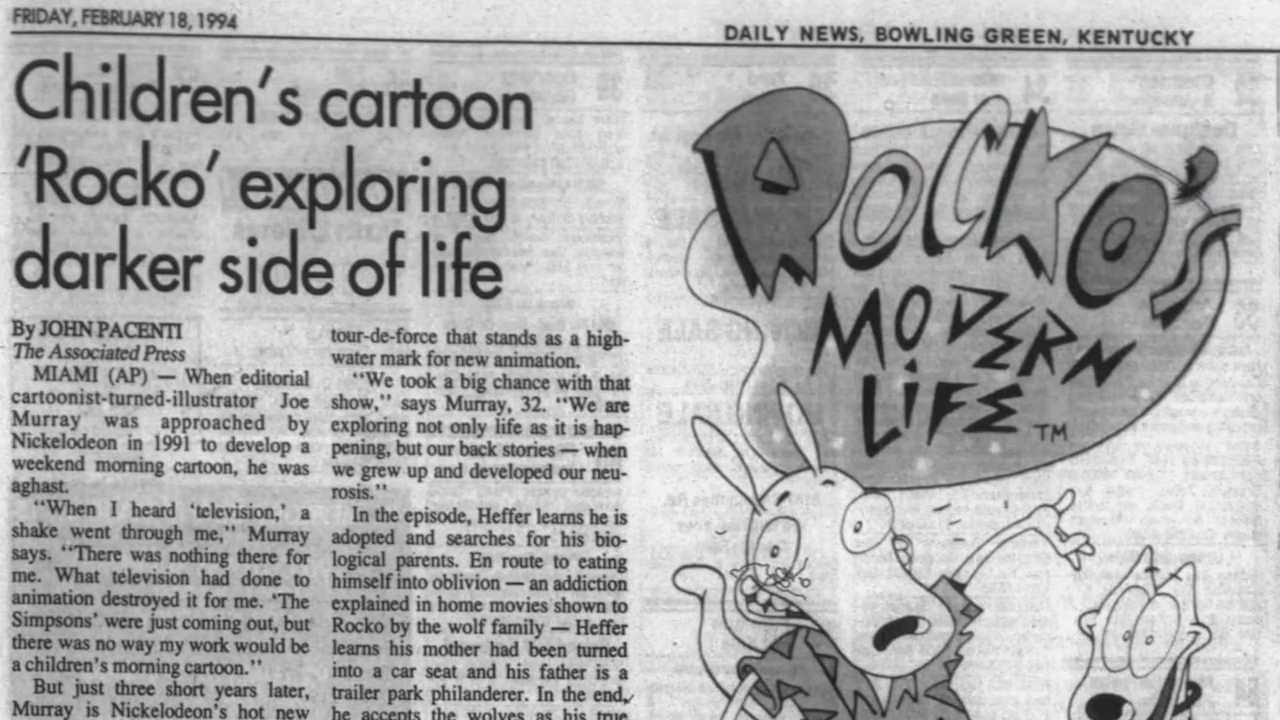 FRIDAY, FEBRUARY 18, 1994
DAILY NEWS, BOWLING GREEN, KENTUCKY
Children's cartoon
'Rocko' exploring
darker side of life
By JOHN PACENTI
The Associated Press
MIAMI (AP) — When editorial
cartoonist-turned-illustrator Joe
Murray was approached by
Nickelodeon in 1991 to develop a
weekend morning cartoon, he was
aghast.
"When I heard 'television,' a
shake went through me," Murray
says. "There was nothing there for
me. What television had done to
animation destroyed it for me. 'The
Simpsons' were just coming out, but
there was no way my work would be
a children's morning cartoon."
But just three short years later,
Murray is Nickelodeon's hot new
tour-de-force that stands as a high-
water mark for new animation.
"We took a big chance with that
show," says Murray, 32. "We are
exploring not only life as it is hap-
pening, but our back stories — when
we grew up and developed our neu-
rosis."
In the episode, Heffer learns he is
adopted and searches for his bio-
logical parents. En route to eating
himself into oblivion — an addiction
explained in home movies shown to
Rocko by the wolf family — Heffer
learns his mother had been turned
into a car seat and his father is a
trailer park philanderer. In the end,
he accepts the wolves as his true
ROCKO'S
MODERN
LIFE TM